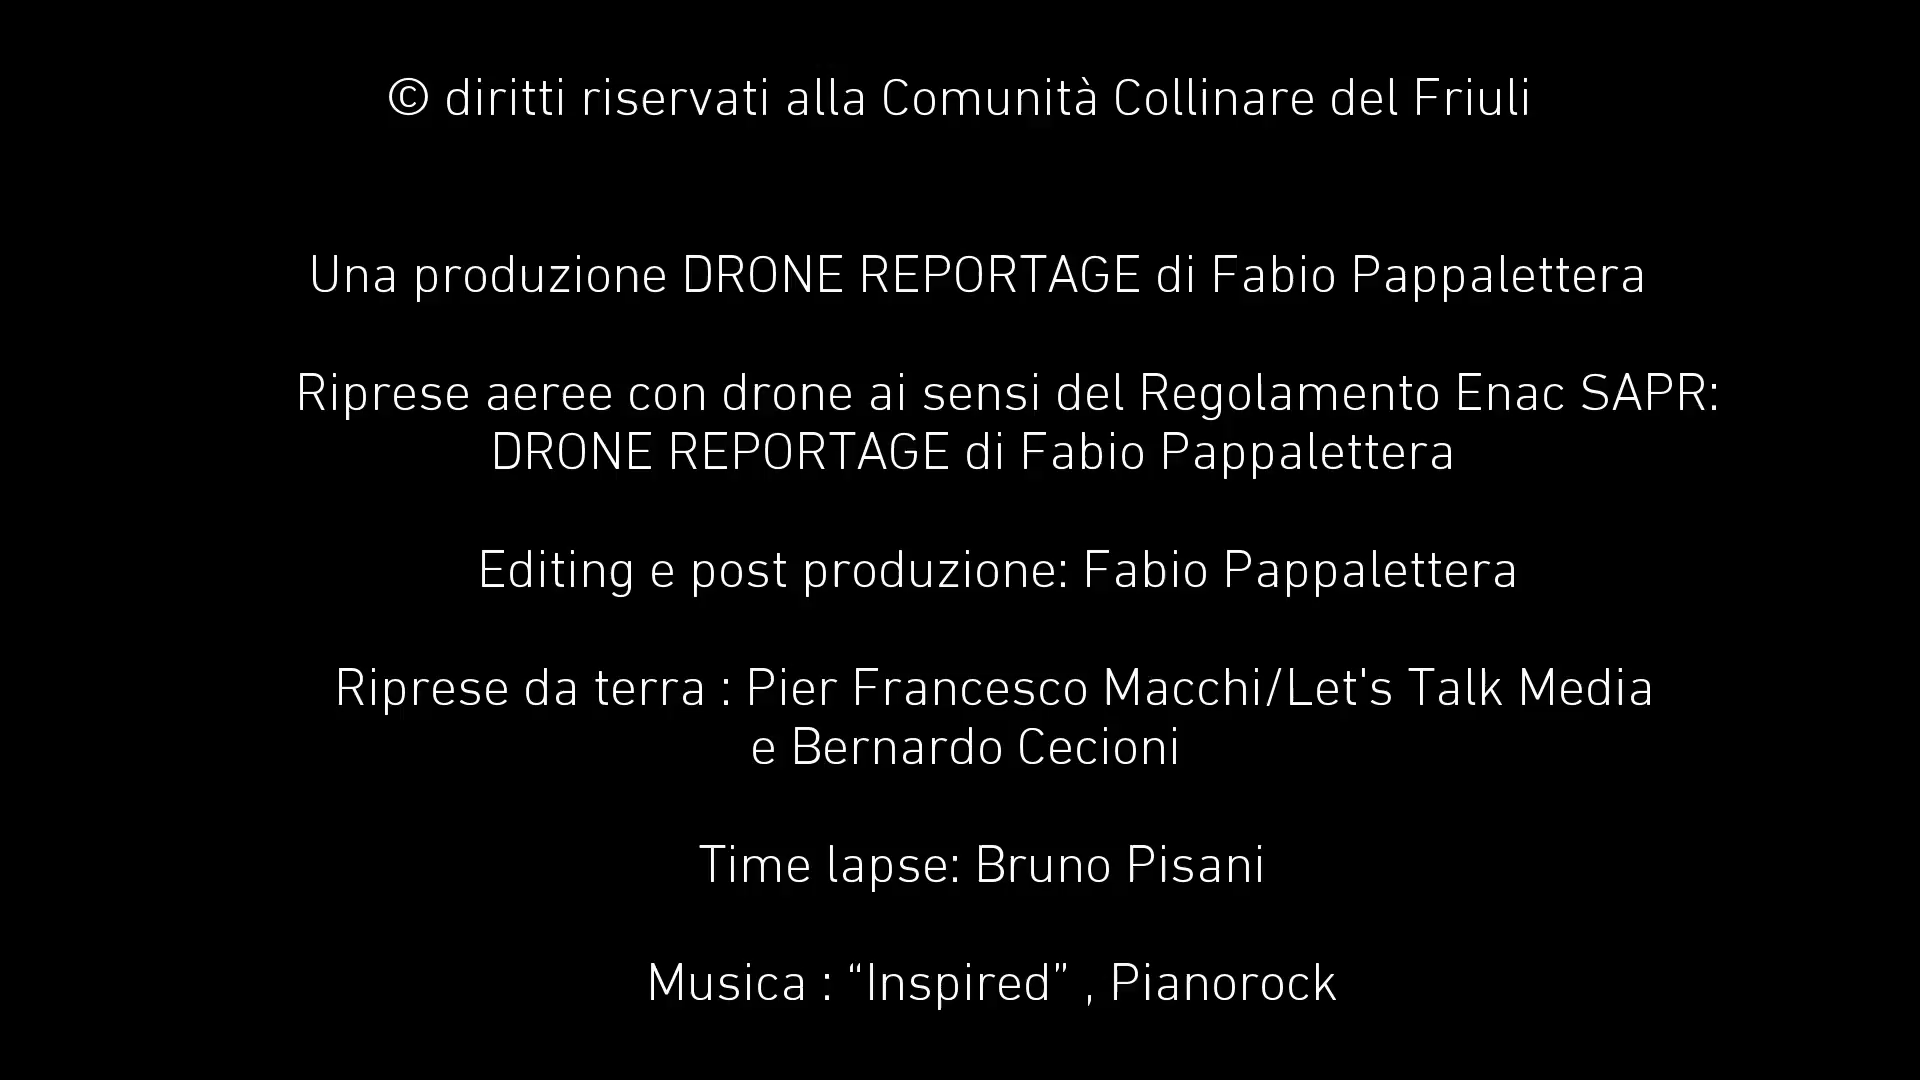 © diritti riservati alla Comunità Collinare del Friuli
Una produzione DRONE REPORTAGE di Fabio Pappalettera
Riprese aeree con drone ai sensi del Regolamento Enac SAPR:
DRONE REPORTAGE di Fabio Pappalettera
Editing e post produzione: Fabio Pappalettera
Riprese da terra : Pier Francesco Macchi/Let's Talk Media
e Bernardo Cecioni
Time lapse: Bruno Pisani
Musica : “Inspired” , Pianorock